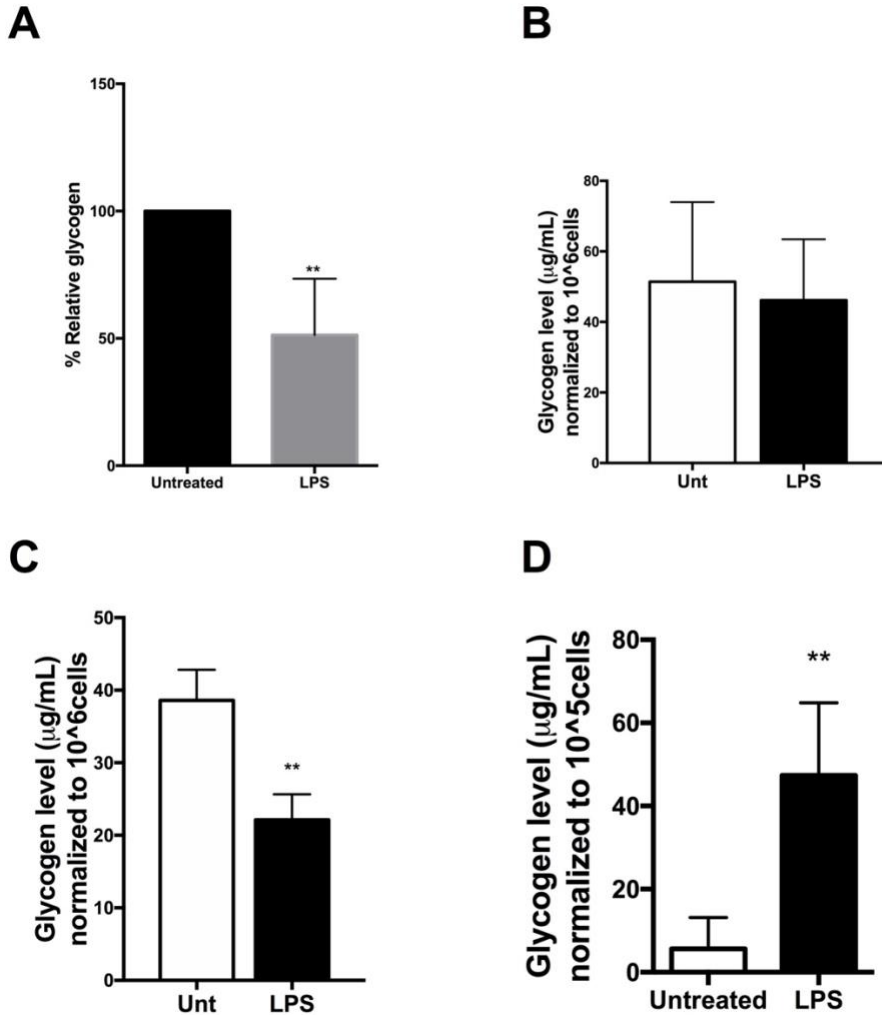 A
% Relative glycogen
150
100
50
0
**
Untreated
LPS
B
Glycogen level (μg/mL)
normalized to 10^6cells
80
60
40
20
0
Unt
LPS
C
Glycogen level (μg/mL)
normalized to 10^6cells
50
40
30
20
10
0
**
Unt
LPS
D
Glycogen level (μg/mL)
normalized to 10^5cells
80
60
40
20
0
**
Untreated
LPS